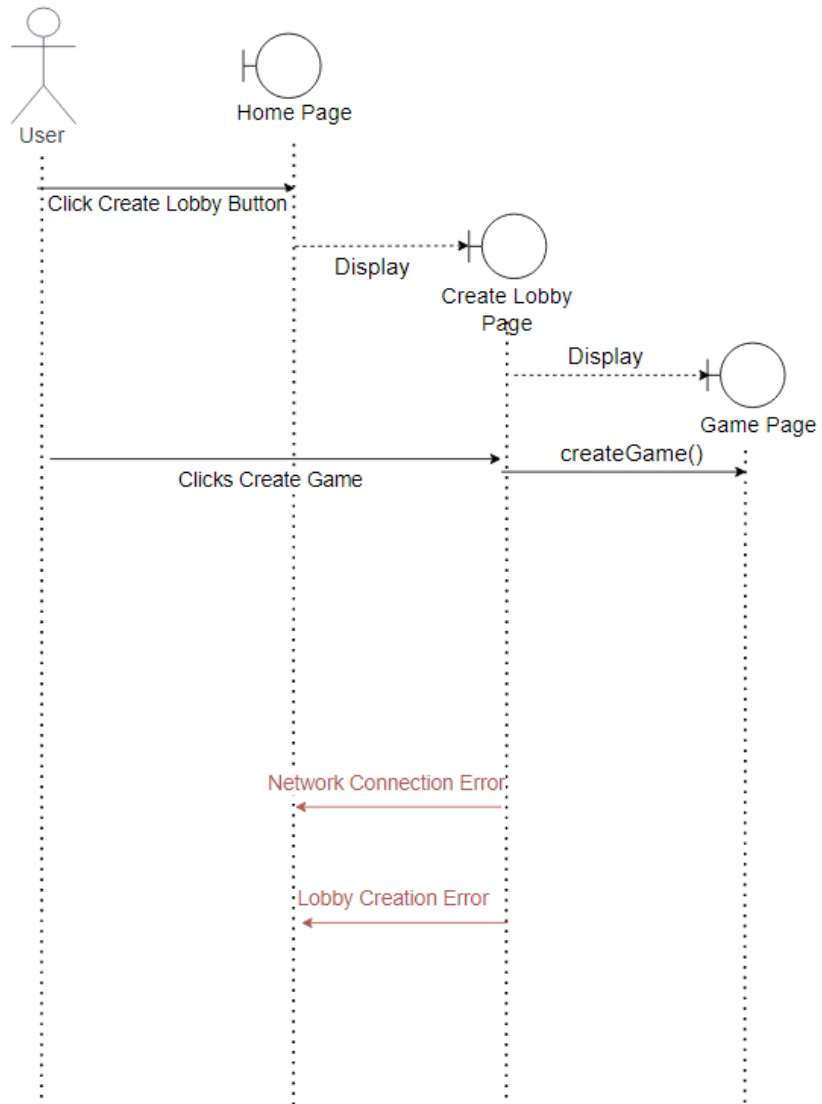 Home Page
User
Click Create Lobby Button
Display
Create Lobby
Page
Display
Game Page
createGame()
Clicks Create Game
Network Connection Error
Lobby Creation Error